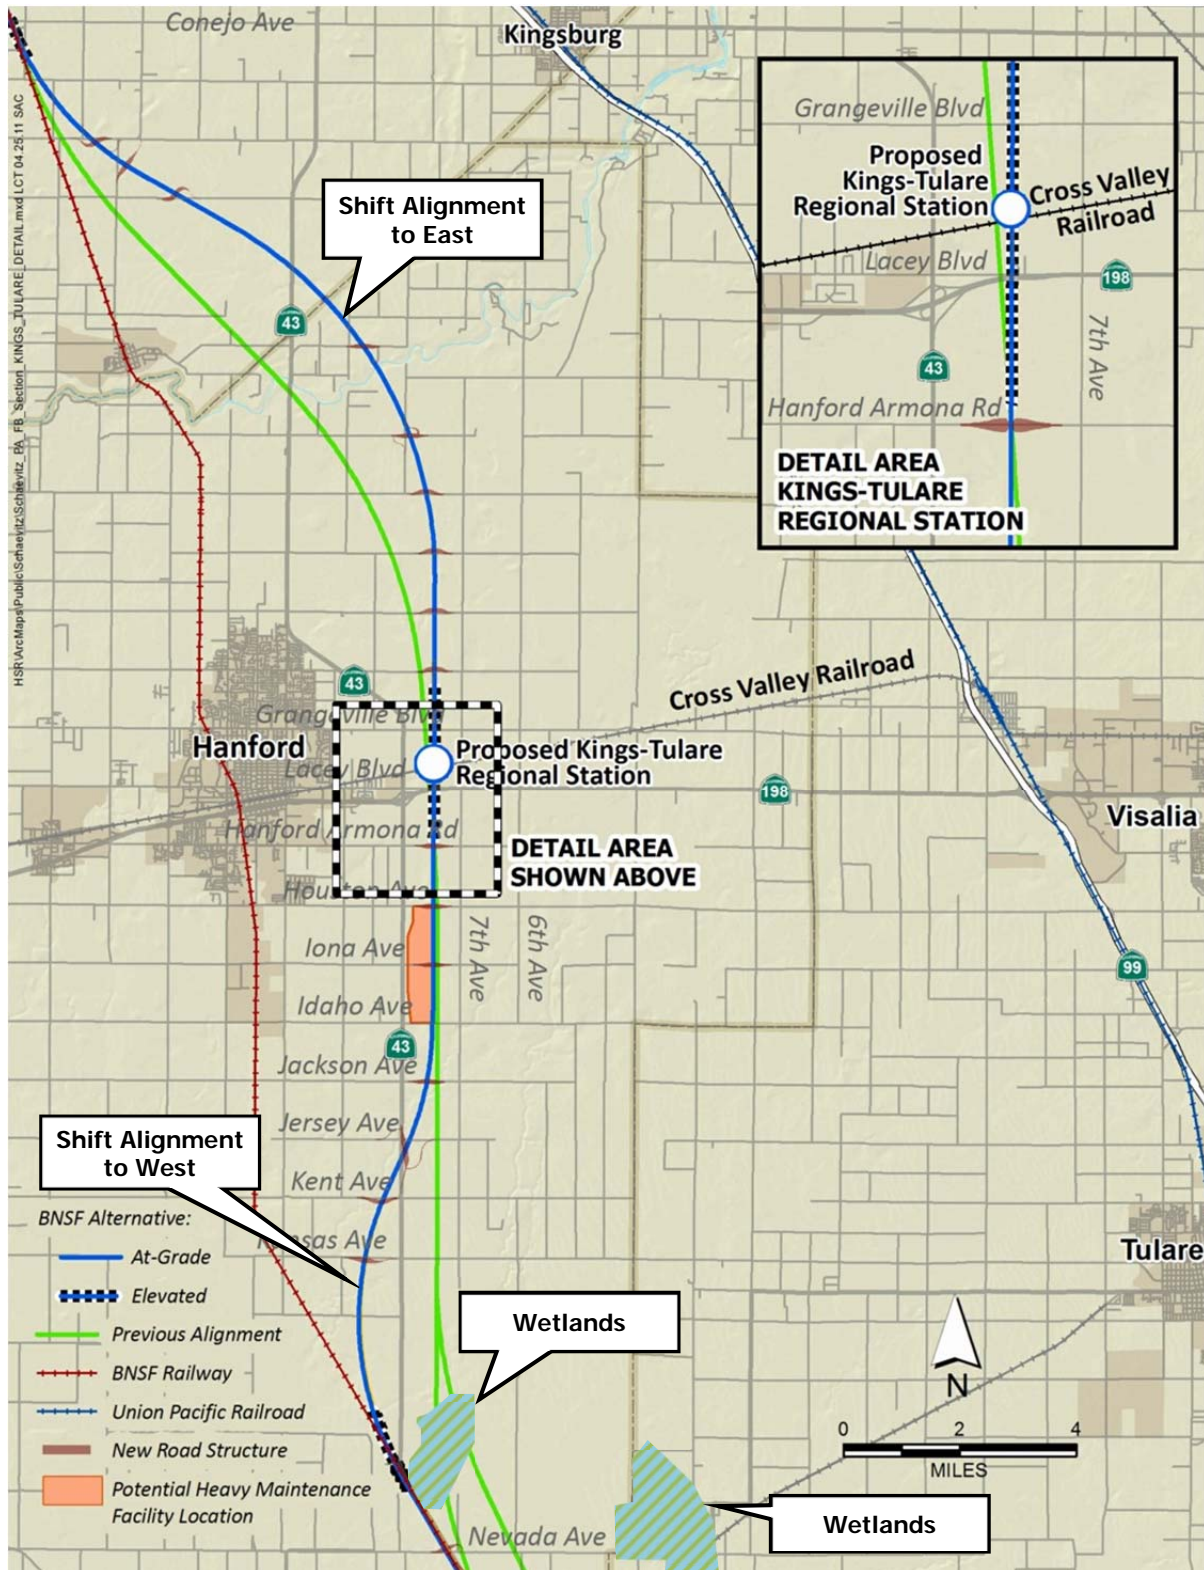 Conejo Ave
Kingsburg
HSR\ArcMaps\Public\Schaevitz\Schaevitz_PA_FB_Section_KINGS_TULARE_DETAIL.mxd LCT 04.25.11 SAC
Grangeville Blvd
Proposed
Kings-Tulare
Regional Station
Cross Valley
Railroad
Lacey Blvd
198
7th Ave
43
Hanford Armona Rd
DETAIL AREA
KINGS-TULARE
REGIONAL STATION
Shift Alignment
to East
43
43
Cross Valley Railroad
Grangeville Blvd
Hanford
Proposed Kings-Tulare
Regional Station
Lacey Blvd
198
Visalia
Hanford Armona Rd
DETAIL AREA
SHOWN ABOVE
Houston Ave
7th Ave
6th Ave
Iona Ave
99
Idaho Ave
43
Jackson Ave
Jersey Ave
Shift Alignment
to West
Kent Ave
Kansas Ave
Tulare
BNSF Alternative:
At-Grade
Elevated
Previous Alignment
BNSF Railway
Union Pacific Railroad
New Road Structure
Potential Heavy Maintenance
Facility Location
Wetlands
N
0 2 4
MILES
Wetlands
Nevada Ave